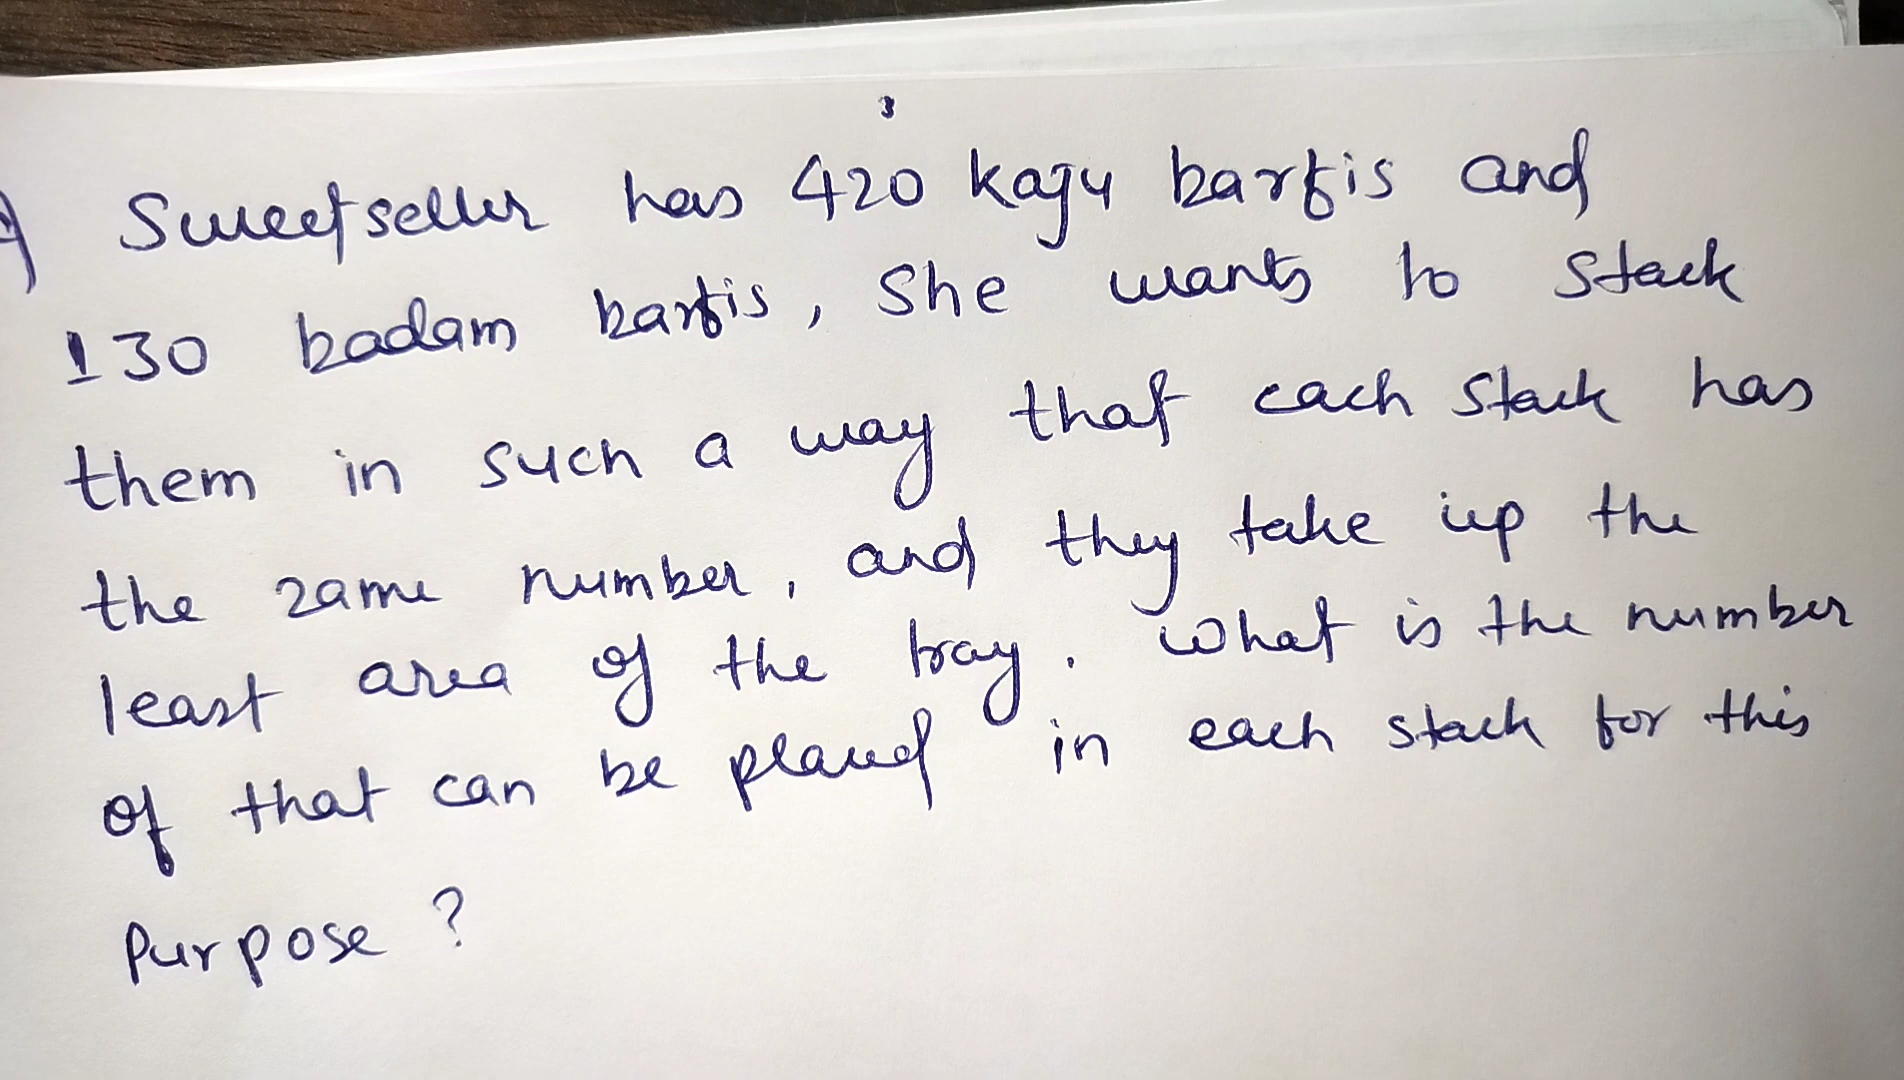 Sweetseller has 420 kaju barfis and
130 badam barfis, She wants to stack
them in such a way that each stack has
the same number, and they take up the
least area of the tray. What is the number
of that can be placed in each stack for this
Purpose ?